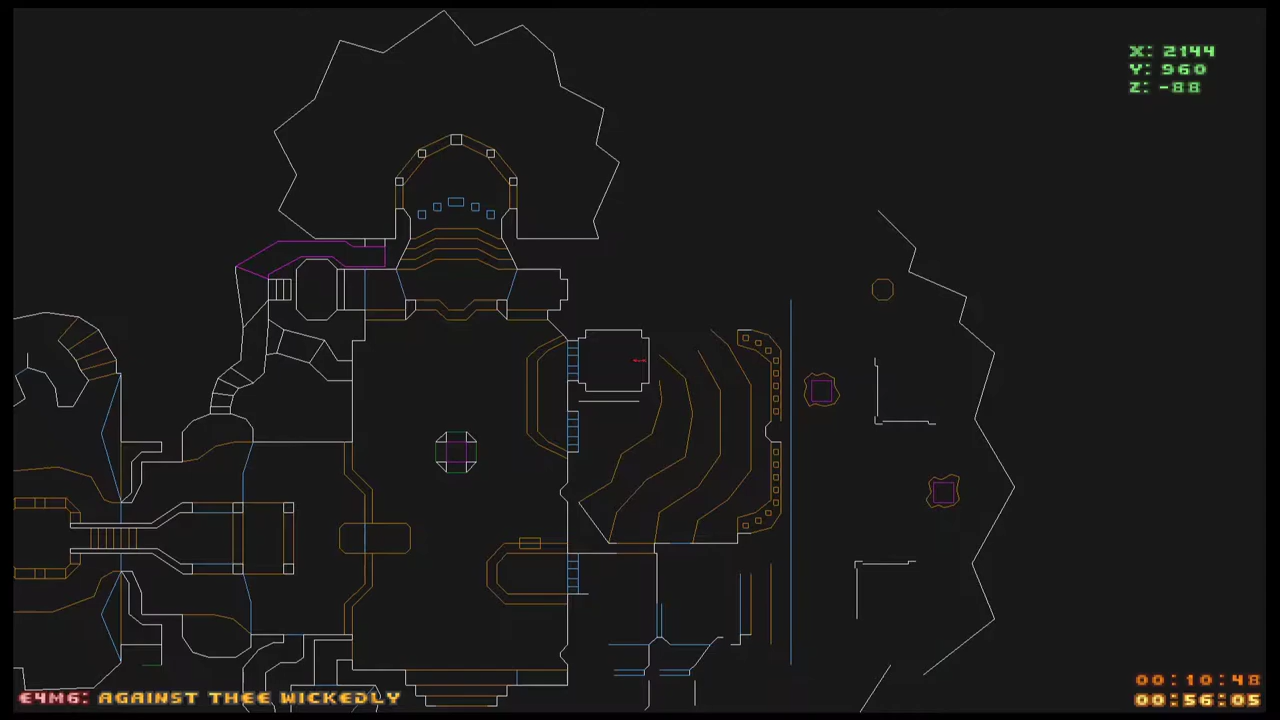 X: 2144
Y: 960
Z: -88
E4M6: AGAINST THEE WICKEDLY
00:10:48
00:56:05